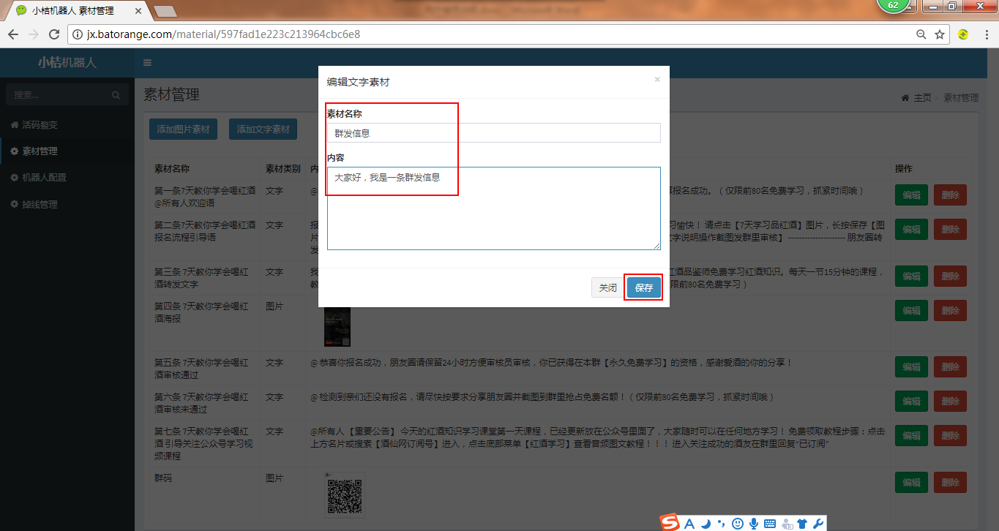 小桔机器人 素材管理
62
jx.batorange.com/material/597fad1e223c213964cbc6e8
小桔机器人
搜索...
活码裂变
素材管理
机器人配置
掉线管理
素材管理
主页 > 素材管理
添加图片素材
添加文字素材
编辑文字素材
×
素材名称
群发信息
内容
大家好，我是一条群发信息
关闭
保存
素材名称 素材类别 内 操作
第一条7天教你学会喝红酒 文字 @ 享报名成功。（仅限前80名免费学习，抓紧时间哦） 编辑 删除
@所有人欢迎语
第二条7天教你学会喝红酒 文字 报 习愉快！ 请点击【7天学习品红酒】图片，长按保存【图 编辑 删除
报名流程引导语 片 文字说明操作截图发群里审核】 --------------------- 朋友圈转
发
第三条 7天教你学会喝红 文字 我 红酒品鉴师免费学习红酒知识。每天一节15分钟的课程， 编辑 删除
酒转发文字 教 限前80名免费学习）
第四条 7天教你学会喝红 图片 编辑 删除
酒海报
第五条 7天教你学会喝红 文字 @ 恭喜你报名成功，朋友圈请保留24小时方便审核员审核，你已获得在本群【永久免费学习】的资格，感谢爱酒的你的分享！ 编辑 删除
酒审核通过
第六条 7天教你学会喝红 文字 @ 检测到亲们还没有报名，请尽快按要求分享朋友圈并截图到群里抢占免费名额！（仅限前80名免费学习，抓紧时间哦） 编辑 删除
酒审核未通过
第七条 7天教你学会喝红 文字 @所有人 【重要公告】 今天的红酒知识学习课堂第一天课程，已经更新放在公众号里面了，大家随时可以在任何地方学习！ 免费领取教程步骤：点击 编辑 删除
酒 引导关注公众号学习视 上方名片或搜索【酒仙网订阅号】进入，点击底部菜单【红酒学习】查看音频图文教程！！！ 进入关注成功的酒友在群里回复“已订阅”
频课程
群码 图片 编辑 删除
S A